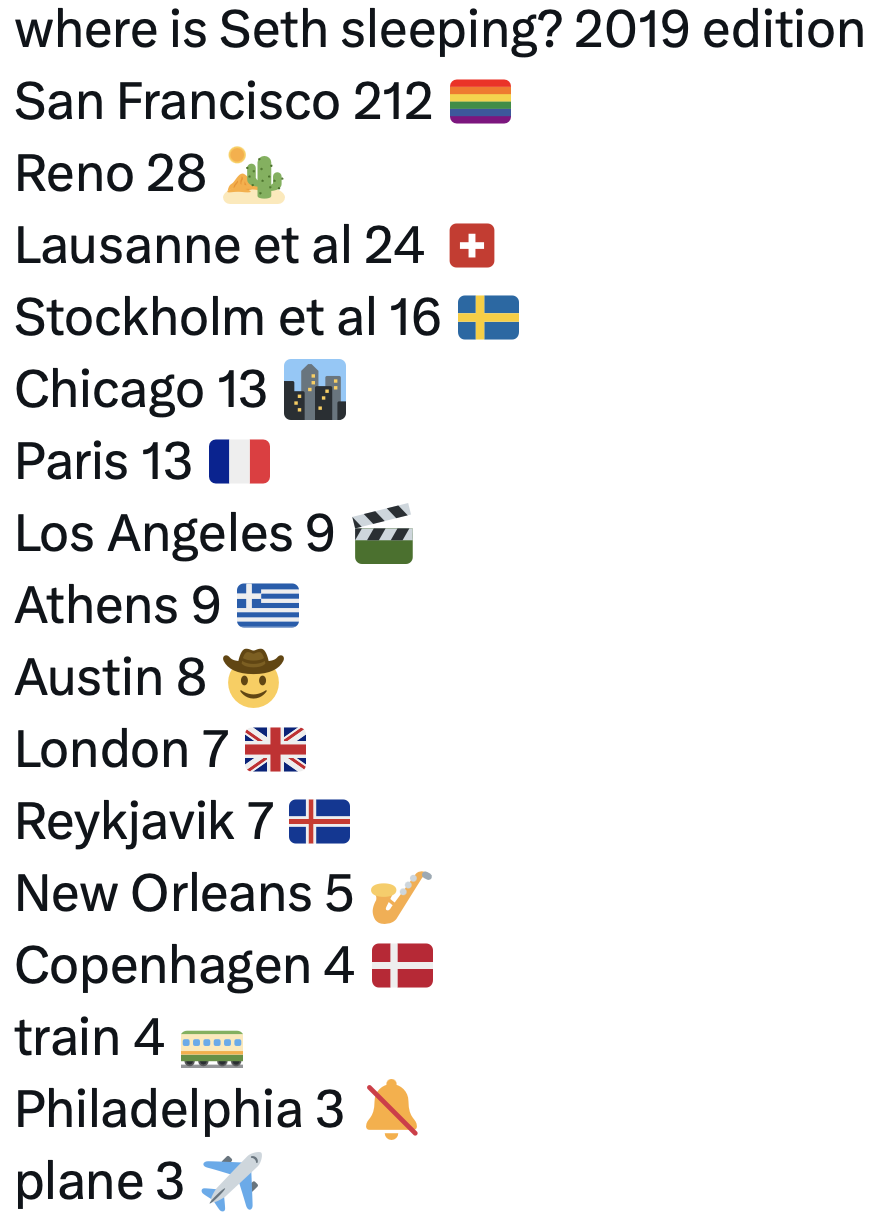 where is Seth sleeping? 2019 edition
San Francisco 212 🏳️‍🌈
Reno 28 🏜️
Lausanne et al 24 🇨🇭
Stockholm et al 16 🇸🇪
Chicago 13 🏙️
Paris 13 🇫🇷
Los Angeles 9 🎬
Athens 9 🇬🇷
Austin 8 🤠
London 7 🇬🇧
Reykjavik 7 🇮🇸
New Orleans 5 🎷
Copenhagen 4 🇩🇰
train 4 🚃
Philadelphia 3 🔕
plane 3 ✈️